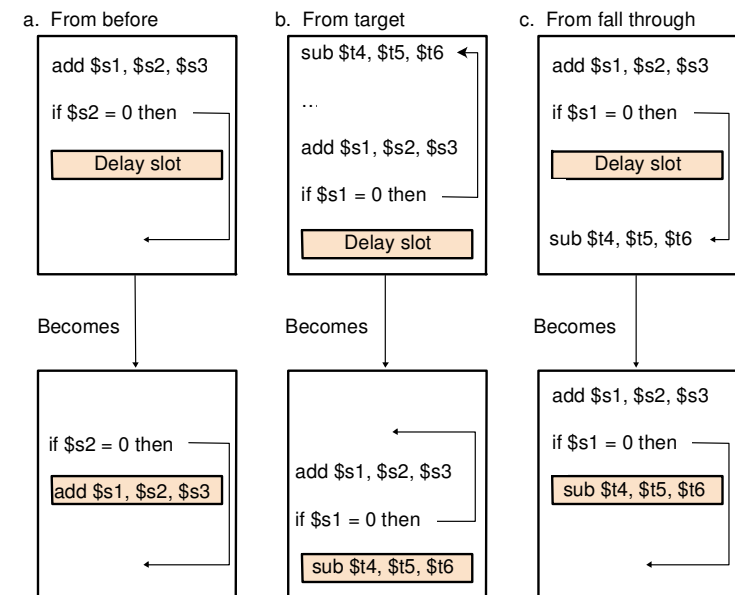 a. From before
add $s1, $s2, $s3
if $s2 = 0 then
Delay slot
Becomes
if $s2 = 0 then
add $s1, $s2, $s3
b. From target
sub $t4, $t5, $t6
...
add $s1, $s2, $s3
if $s1 = 0 then
Delay slot
Becomes
add $s1, $s2, $s3
if $s1 = 0 then
sub $t4, $t5, $t6
c. From fall through
add $s1, $s2, $s3
if $s1 = 0 then
Delay slot
sub $t4, $t5, $t6
Becomes
add $s1, $s2, $s3
if $s1 = 0 then
sub $t4, $t5, $t6